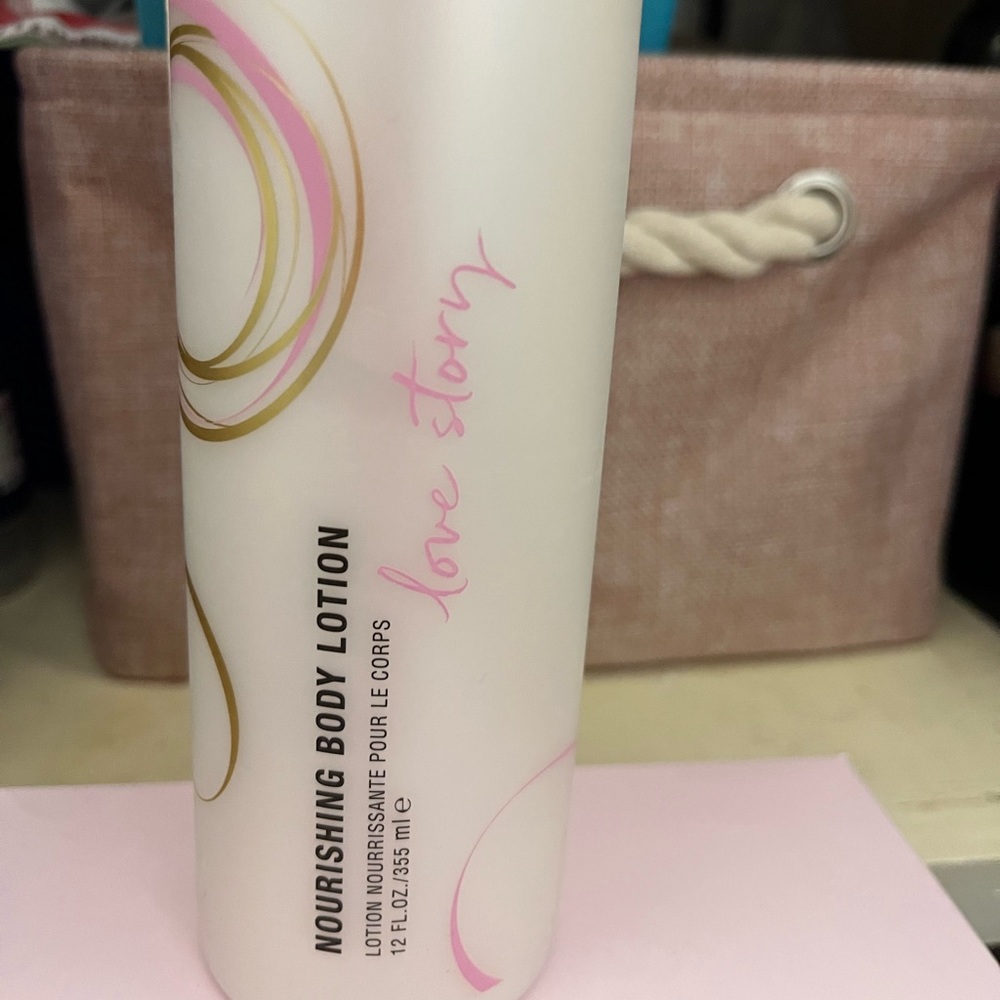 love story
NOURISHING BODY LOTION
LOTION NOURRISSANTE POUR LE CORPS
12 FL.OZ./355 ml e